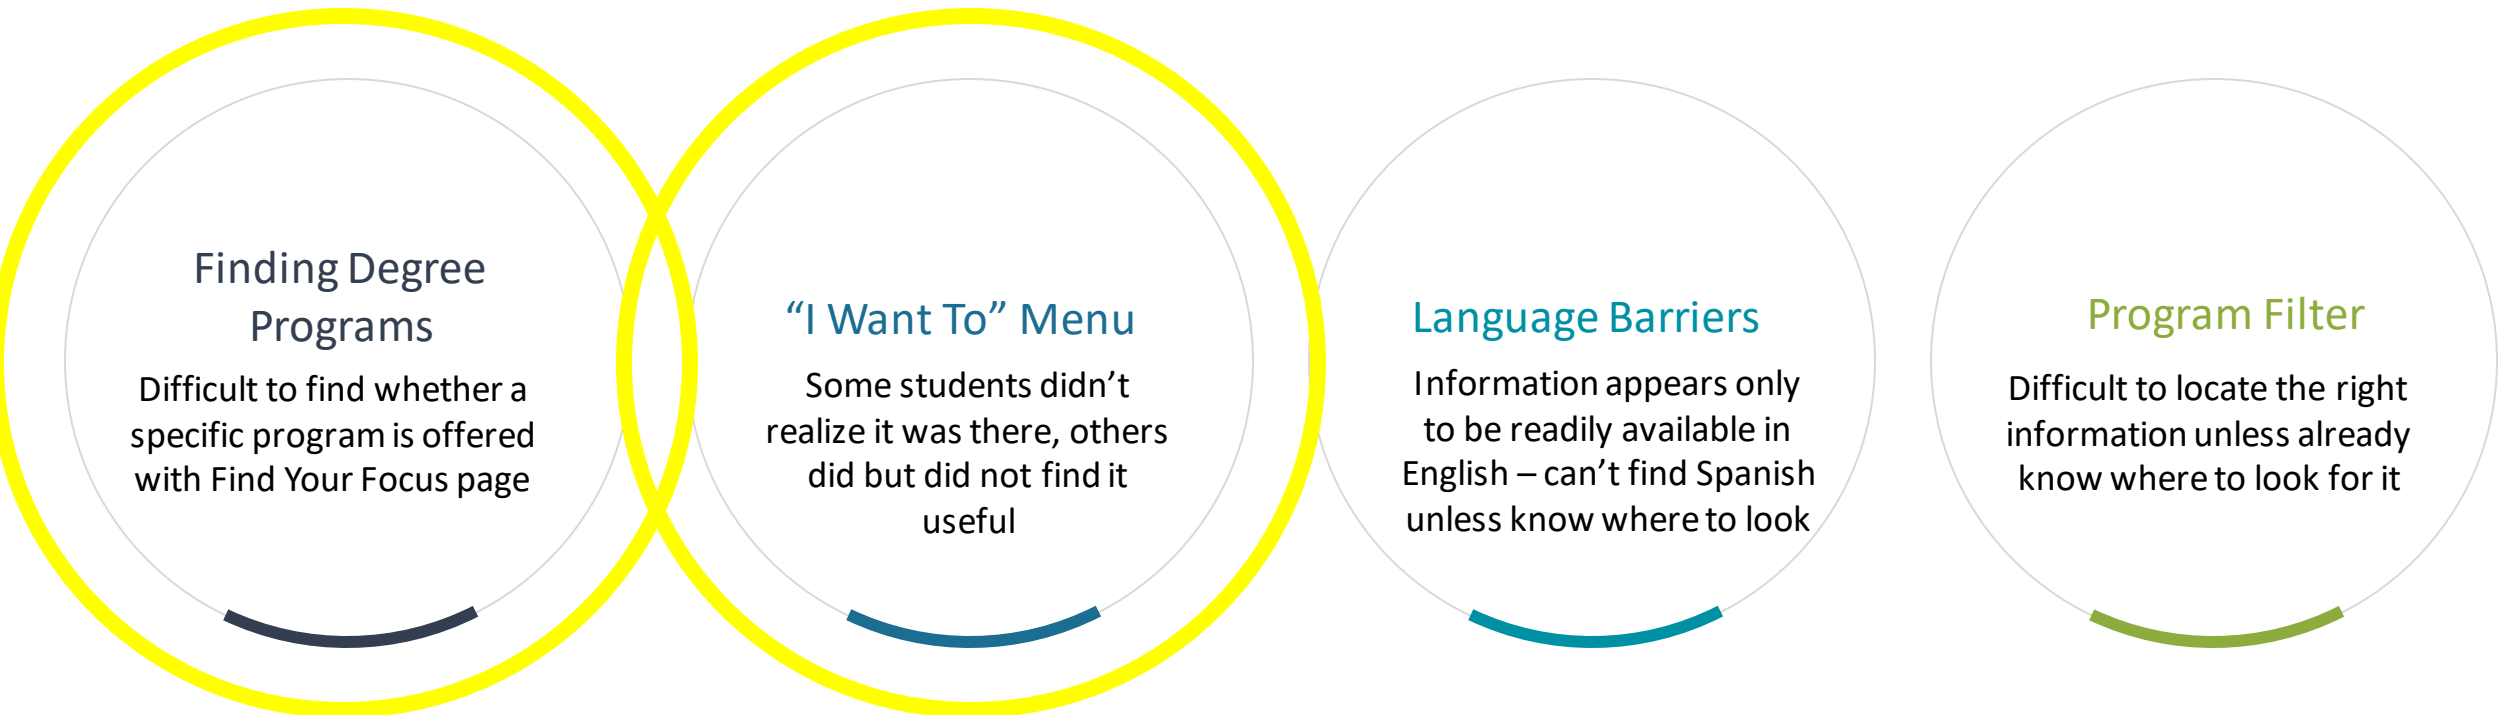 Finding Degree
Programs
Difficult to find whether a
specific program is offered
with Find Your Focus page
“I Want To” Menu
Some students didn’t
realize it was there, others
did but did not find it
useful
Language Barriers
Information appears only
to be readily available in
English – can’t find Spanish
unless know where to look
Program Filter
Difficult to locate the right
information unless already
know where to look for it